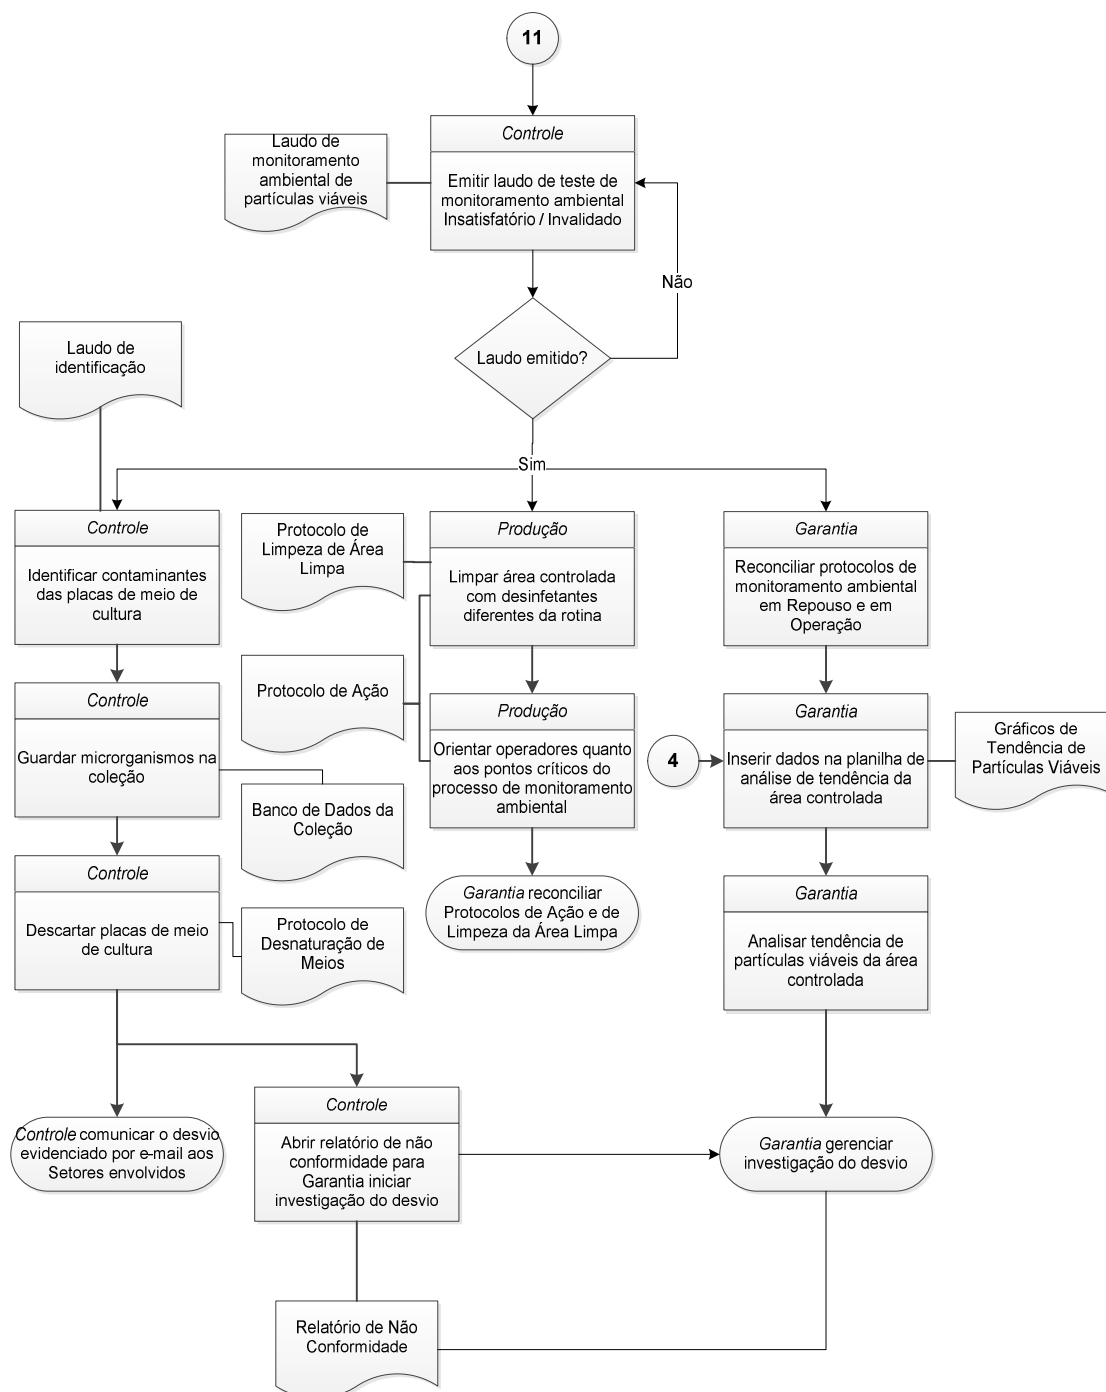 11
Controle
Emitir laudo de teste de
monitoramento ambiental
Insatisfatório / Invalidado
Laudo de
monitoramento
ambiental de
partículas viáveis
Não
Laudo emitido?
Laudo de
identificação
Sim
Controle
Identificar contaminantes
das placas de meio de
cultura
Protocolo de
Limpeza de Área
Limpa
Produção
Limpar área controlada
com desinfetantes
diferentes da rotina
Garantia
Reconciliar protocolos de
monitoramento ambiental
em Repouso e em
Operação
Controle
Guardar microrganismos na
coleção
Protocolo de Ação
Produção
Orientar operadores quanto
aos pontos críticos do
processo de monitoramento
ambiental
4
Garantia
Inserir dados na planilha de
análise de tendência da
área controlada
Gráficos de
Tendência de
Partículas Viáveis
Banco de Dados da
Coleção
Controle
Descartar placas de meio
de cultura
Protocolo de
Desnaturação de
Meios
Garantia reconciliar
Protocolos de Ação e de
Limpeza da Área Limpa
Garantia
Analisar tendência de
partículas viáveis da área
controlada
Controle comunicar o desvio
evidenciado por e-mail aos
Setores envolvidos
Controle
Abrir relatório de não
conformidade para
Garantia iniciar
investigação do desvio
Garantia gerenciar
investigação do desvio
Relatório de Não
Conformidade